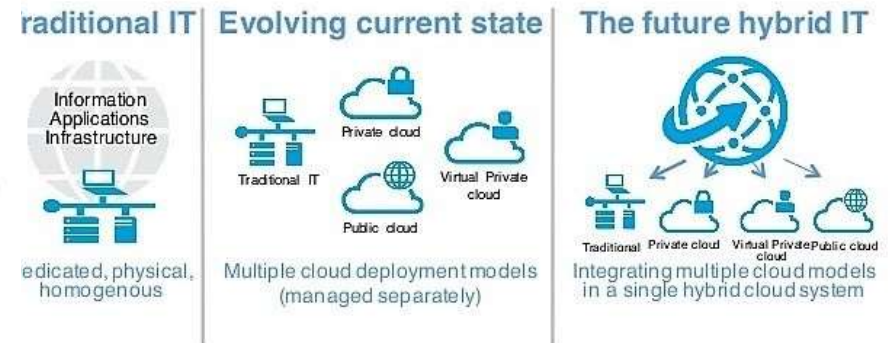 raditional IT
Information
Applications
Infrastructure
edicated, physical,
homogenous
Evolving current state
Traditional IT
Private cloud
Public cloud
Virtual Private
cloud
Multiple cloud deployment models
(managed separately)
The future hybrid IT
Traditional
Private cloud
Virtual Private
cloud
Public cloud
Integrating multiple cloud models
in a single hybrid cloud system